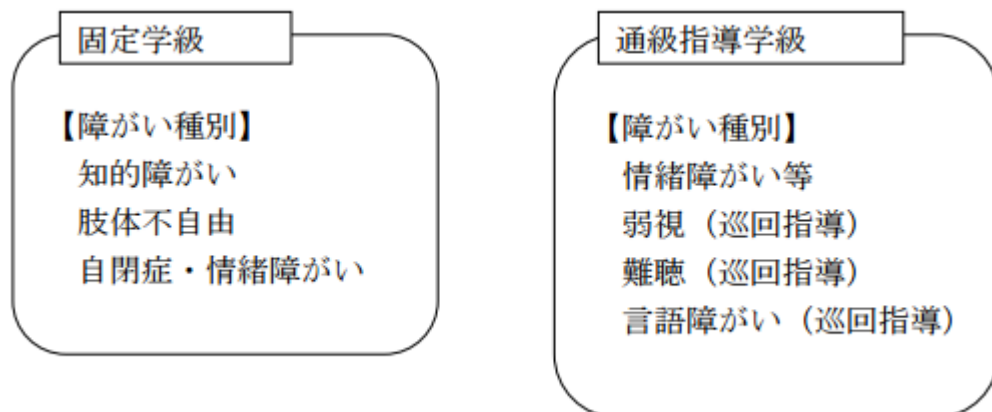 固定学級
【障がい種別】
知的障がい
肢体不自由
自閉症・情緒障がい
通級指導学級
【障がい種別】
情緒障がい等
弱視（巡回指導）
難聴（巡回指導）
言語障がい（巡回指導）